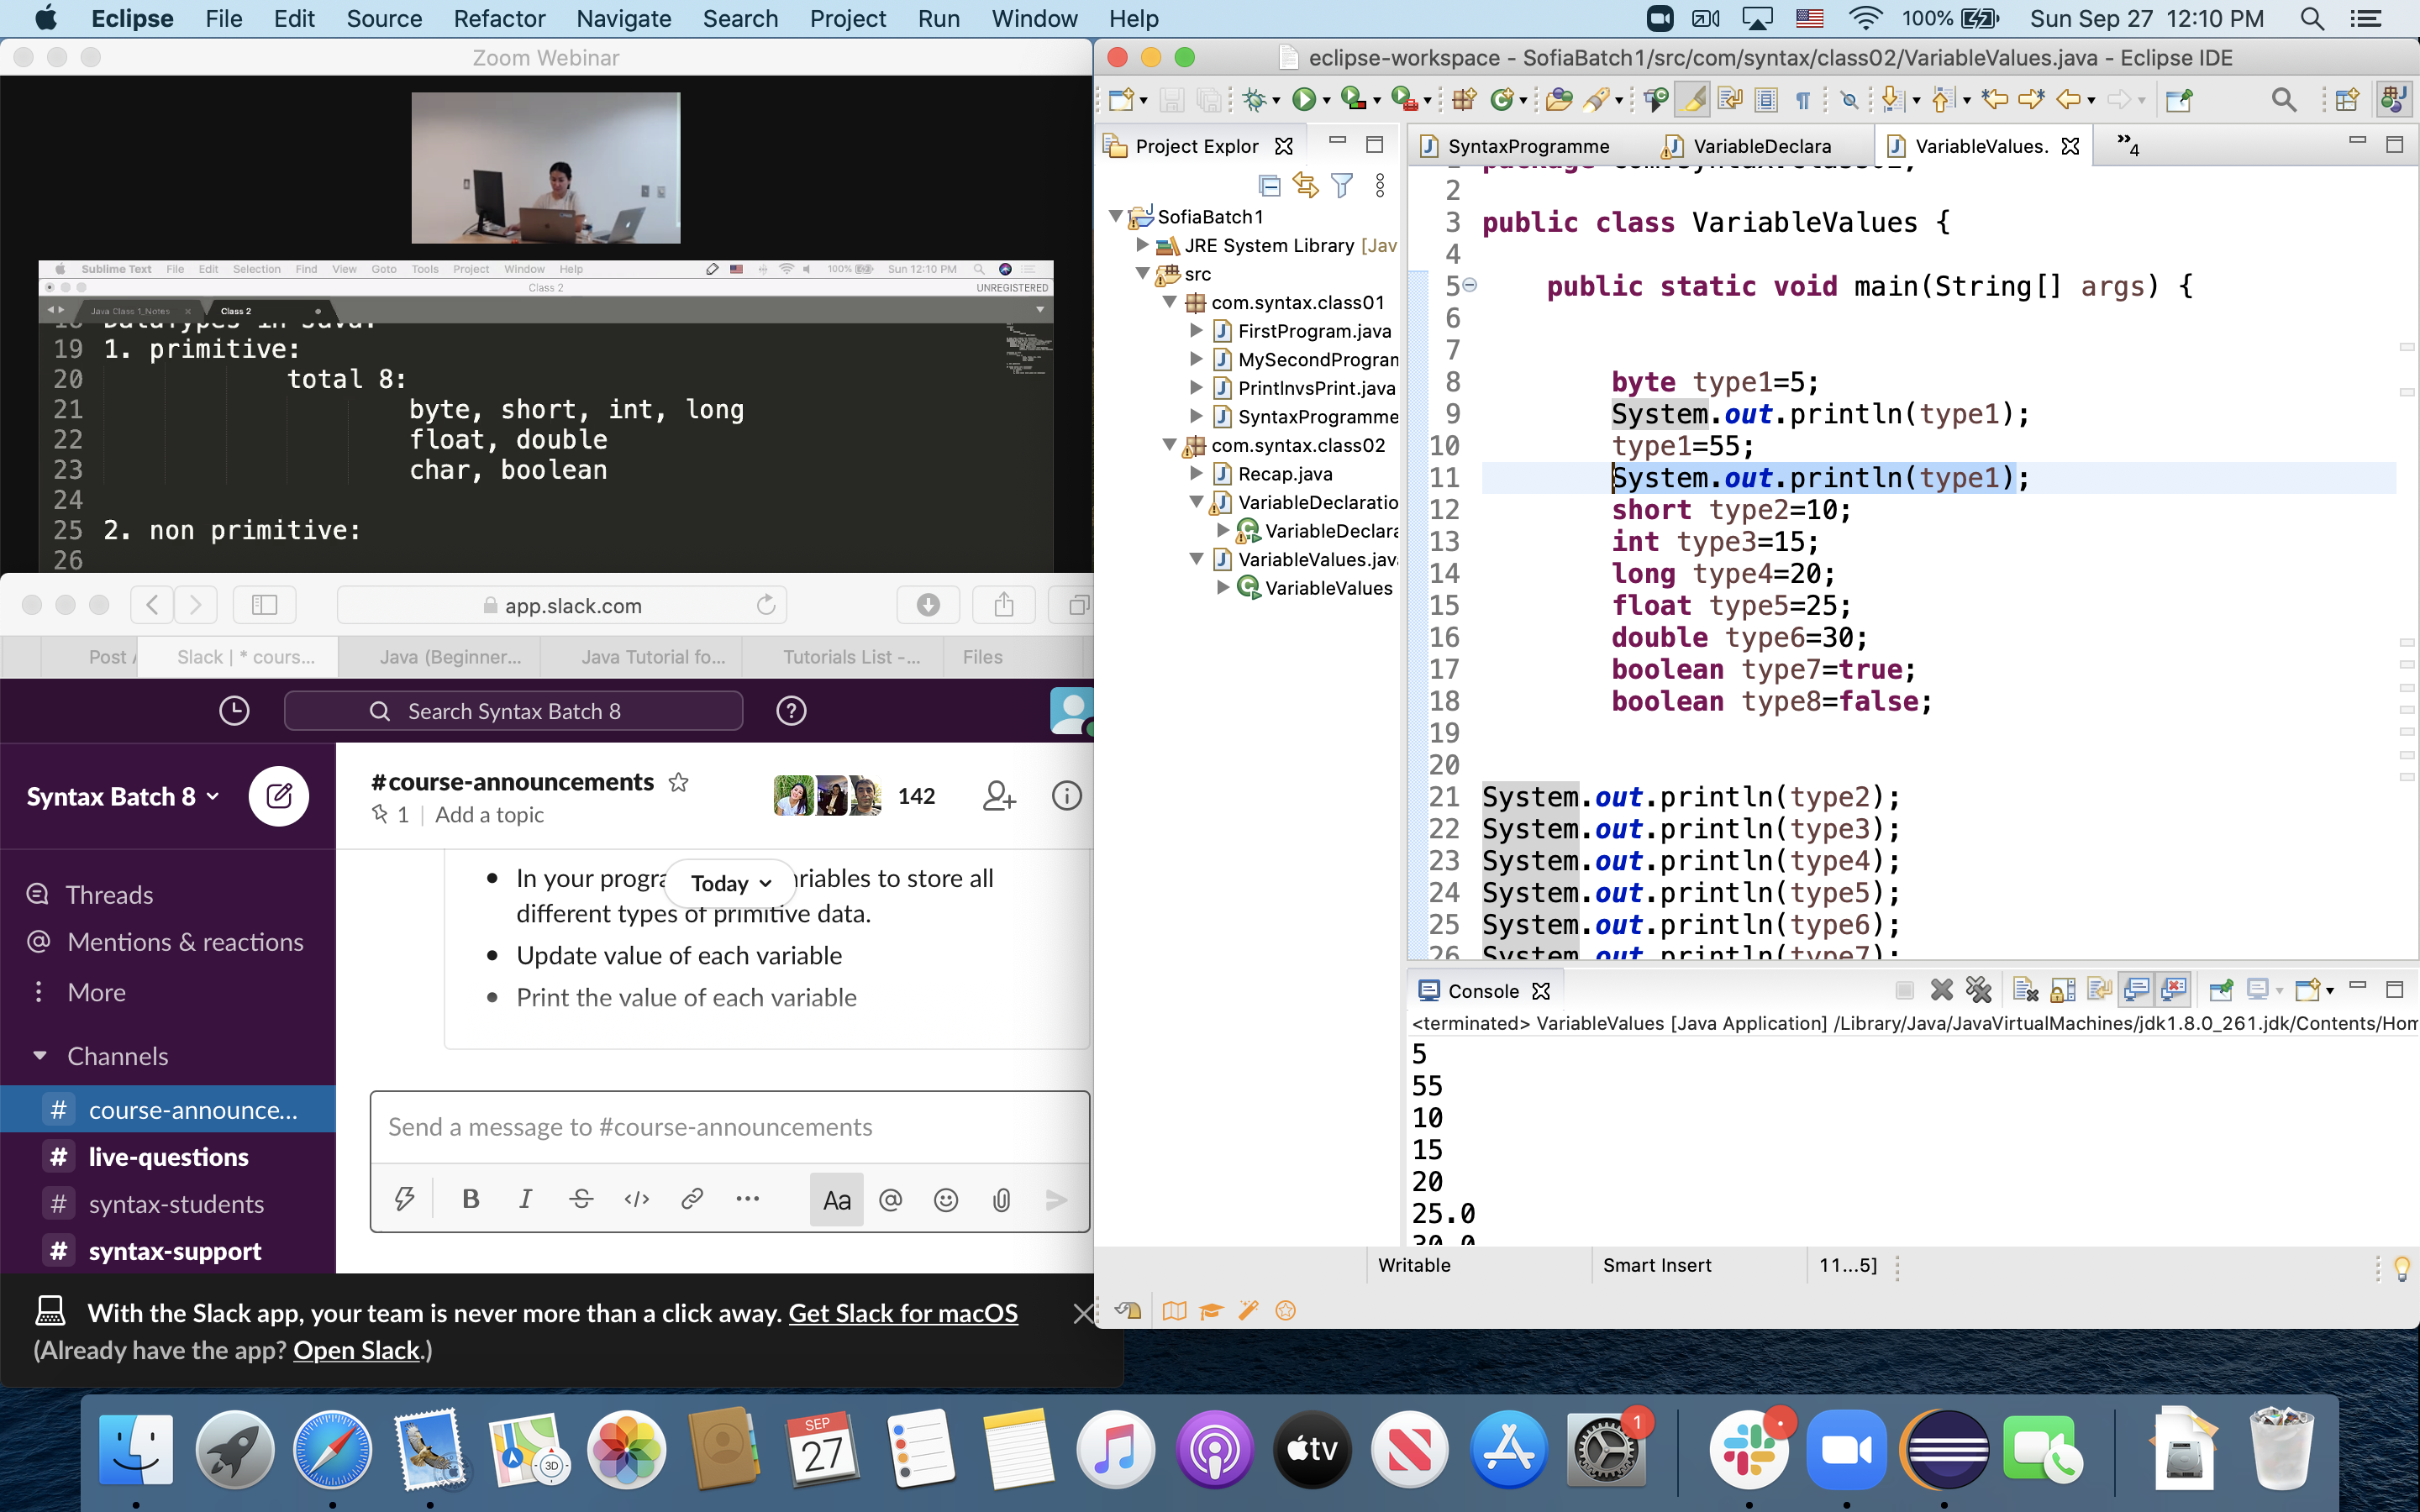 Eclipse File Edit Source Refactor Navigate Search Project Run Window Help 100% Sun Sep 27 12:10 PM
Zoom Webinar
Sublime Text File Edit Selection Find View Goto Tools Project Window Help 100% Sun 12:10 PM
Class 2 UNREGISTERED
Java Class 1_Notes Class 2
18 DataTypes in Java:
19 1. primitive:
20 total 8:
21 byte, short, int, long
22 float, double
23 char, boolean
24
25 2. non primitive:
26
app.slack.com
Post Slack | * cours... Java (Beginner... Java Tutorial fo... Tutorials List -... Files
Search Syntax Batch 8
Syntax Batch 8
#course-announcements
142
1 Add a topic
Threads
Mentions & reactions
More
Channels
# course-announce...
# live-questions
# syntax-students
# syntax-support
Today
• In your progra riables to store all
different types of primitive data.
• Update value of each variable
• Print the value of each variable
Send a message to #course-announcements
B I S </> ... Aa @
With the Slack app, your team is never more than a click away. Get Slack for macOS
(Already have the app? Open Slack.)
eclipse-workspace - SofiaBatch1/src/com/syntax/class02/VariableValues.java - Eclipse IDE
Project Explor
SofiaBatch1
JRE System Library [Jav
src
com.syntax.class01
FirstProgram.java
MySecondProgran
PrintlnvsPrint.java
SyntaxProgramme
com.syntax.class02
Recap.java
VariableDeclaratio
VariableDeclara
VariableValues.jav
VariableValues
SyntaxProgramme VariableDeclara VariableValues. »4
1 package com.syntax.class02;
2
3 public class VariableValues {
4
5 public static void main(String[] args) {
6
7
8 byte type1=5;
9 System.out.println(type1);
10 type1=55;
11 System.out.println(type1);
12 short type2=10;
13 int type3=15;
14 long type4=20;
15 float type5=25;
16 double type6=30;
17 boolean type7=true;
18 boolean type8=false;
19
20
21 System.out.println(type2);
22 System.out.println(type3);
23 System.out.println(type4);
24 System.out.println(type5);
25 System.out.println(type6);
26 System.out.println(type7);
Console
<terminated> VariableValues [Java Application] /Library/Java/JavaVirtualMachines/jdk1.8.0_261.jdk/Contents/Hom
5
55
10
15
20
25.0
30.0
Writable Smart Insert 11...5]
3D
SEP
27
tv
1